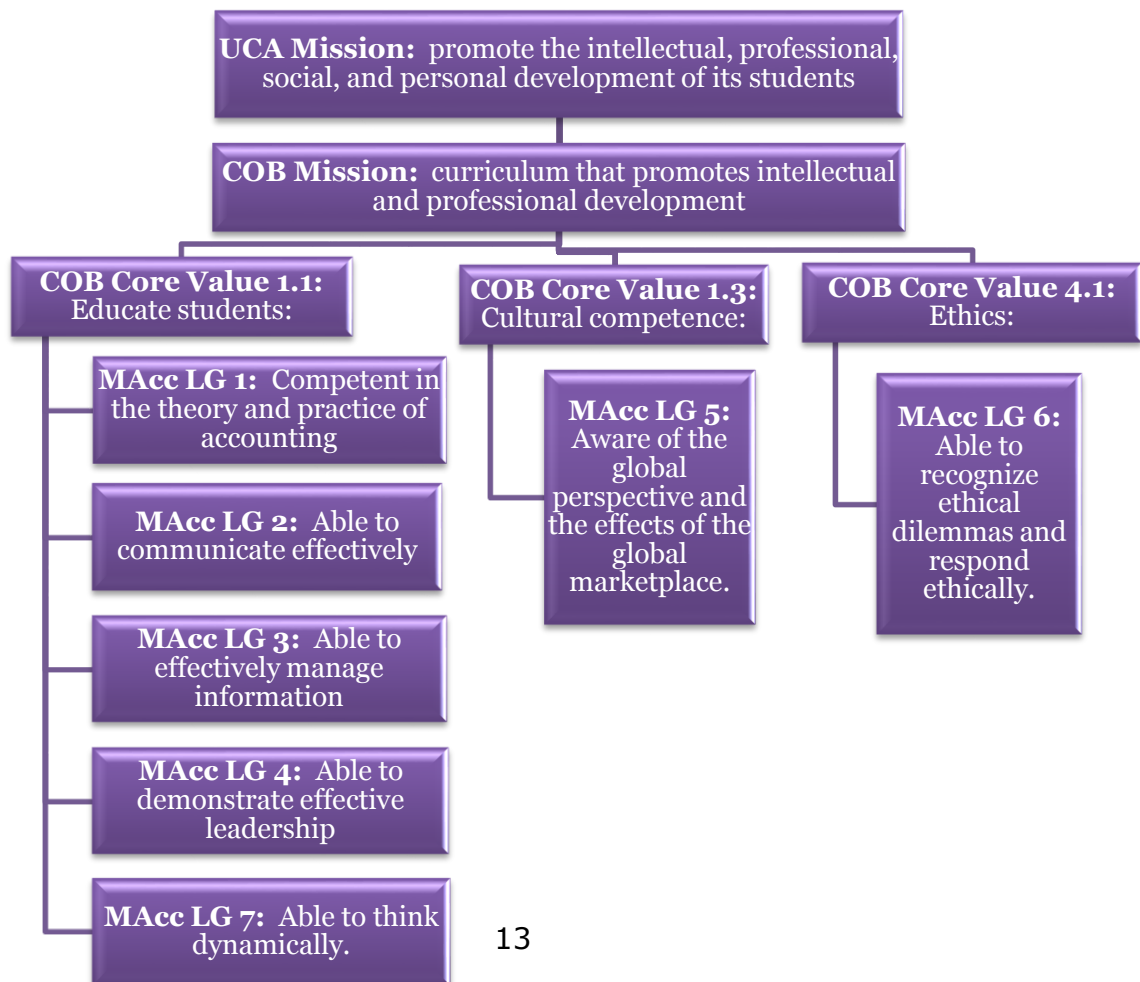 UCA Mission: promote the intellectual, professional,
social, and personal development of its students
COB Mission: curriculum that promotes intellectual
and professional development
COB Core Value 1.1:
Educate students:
MAcc LG 1: Competent in
the theory and practice of
accounting
MAcc LG 2: Able to
communicate effectively
MAcc LG 3: Able to
effectively manage
information
MAcc LG 4: Able to
demonstrate effective
leadership
MAcc LG 7: Able to think
dynamically.
COB Core Value 1.3:
Cultural competence:
MAcc LG 5:
Aware of the
global
perspective and
the effects of the
global
marketplace.
COB Core Value 4.1:
Ethics:
MAcc LG 6:
Able to
recognize
ethical
dilemmas and
respond
ethically.
13